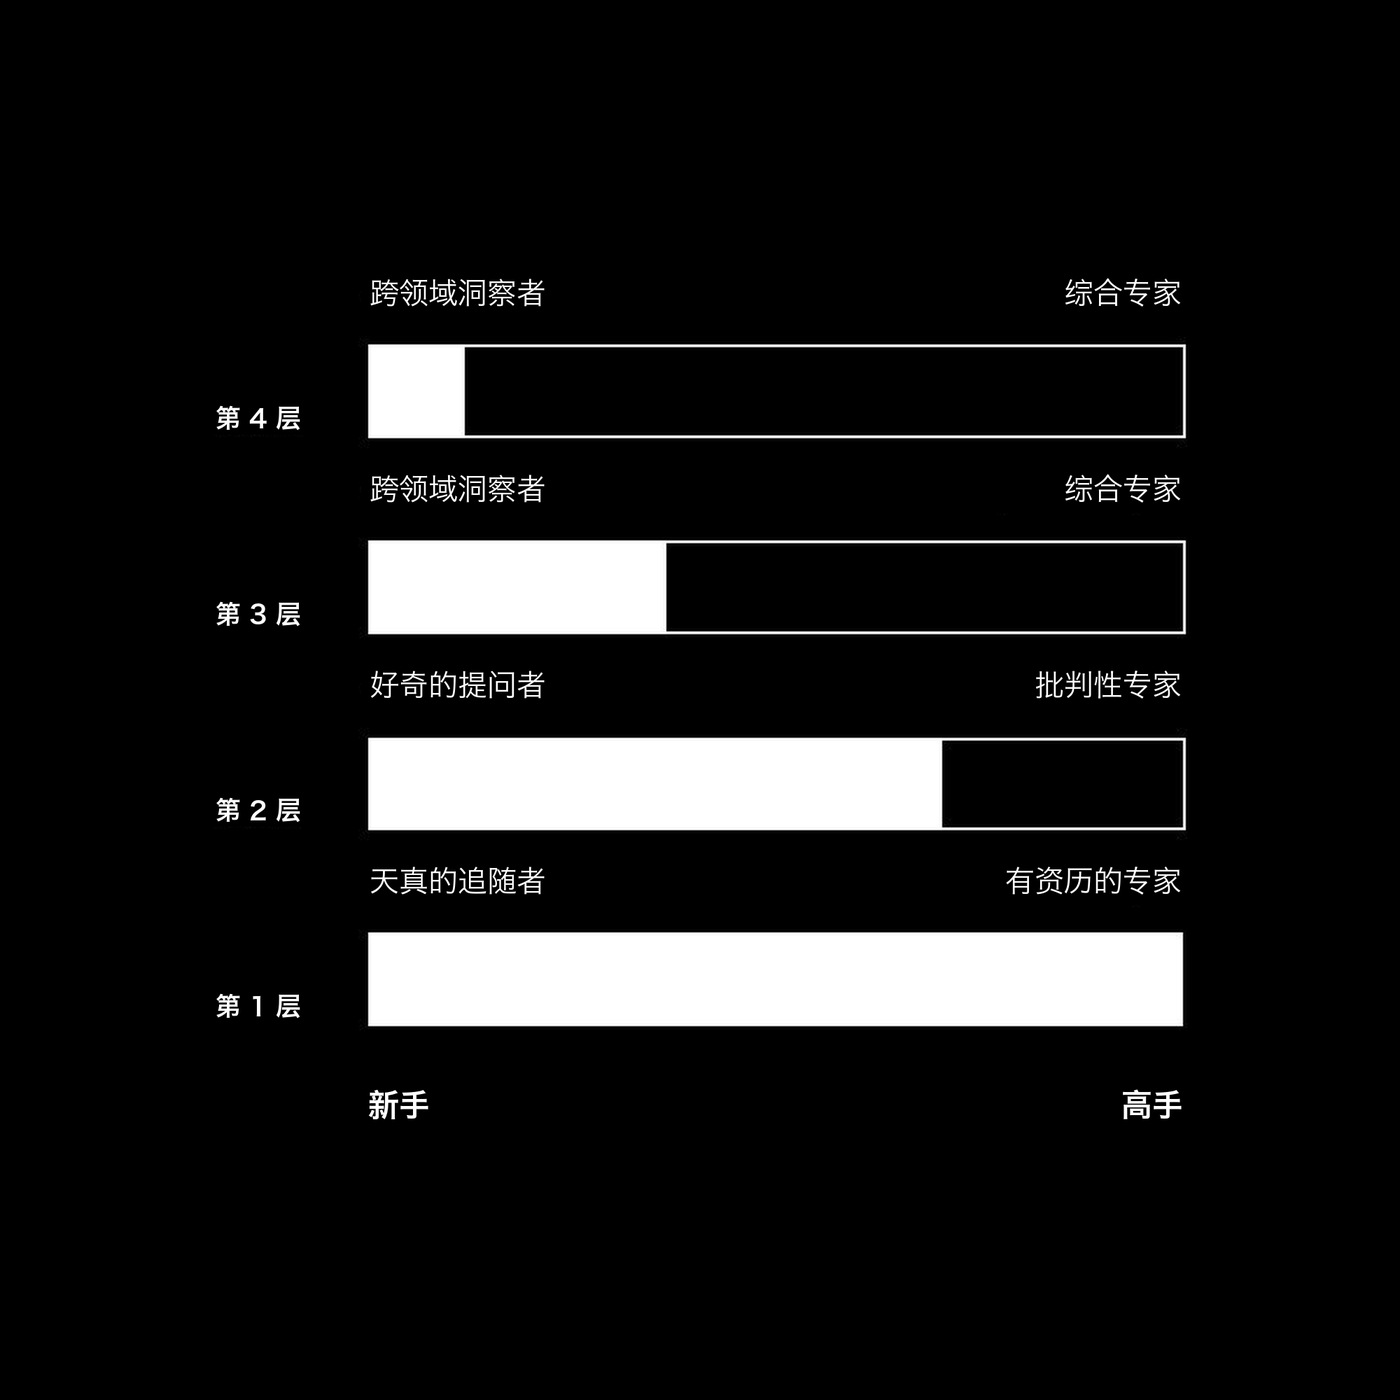 跨领域洞察者 综合专家
第 4 层
跨领域洞察者 综合专家
第 3 层
好奇的提问者 批判性专家
第 2 层
天真的追随者 有资历的专家
第 1 层
新手 高手